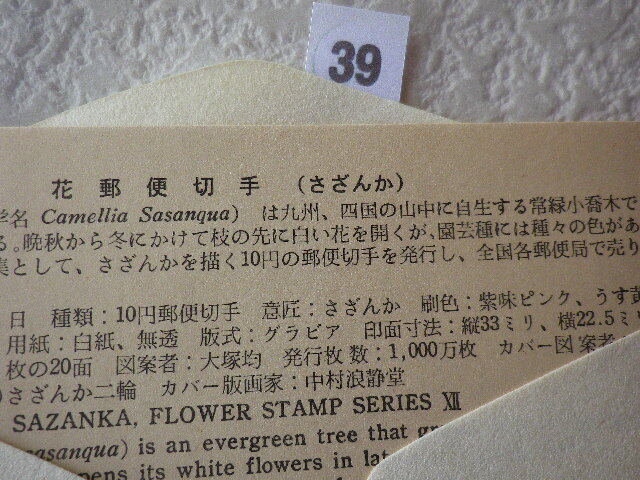 39
花郵便切手 (さざんか)
学名 Camellia Sasanqua) は九州、四国の山中に自生する常緑小喬木で
る。晩秋から冬にかけて枝の先に白い花を開くが、園芸種には種々の色があ
集として、さざんかを描く10円の郵便切手を発行し、全国各郵便局で売り
日 種類:10円郵便切手 意匠:さざんか 刷色:紫味ピンク、うす黄
用紙:白紙、無透 版式:グラビア 印面寸法:縦33ミリ、横22.5ミリ
枚の20面 図案者:大塚均 発行枚数:1,000万枚 カバー図案者
さざんか二輪 カバー版画家:中村浪静堂
SAZANKA, FLOWER STAMP SERIES XII
sasanqua) is an evergreen tree that
opens its white flowers in